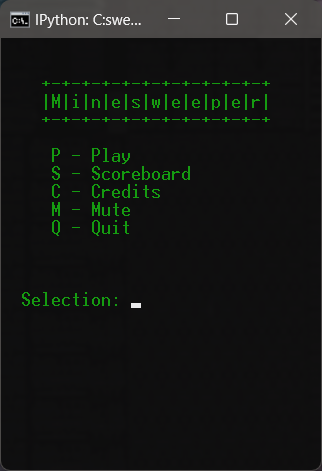 IPython: C:swe...
+-+-+-+-+-+-+-+-+-+-+-+
|M|i|n|e|s|w|e|e|p|e|r|
+-+-+-+-+-+-+-+-+-+-+-+
P - Play
S - Scoreboard
C - Credits
M - Mute
Q - Quit
Selection: